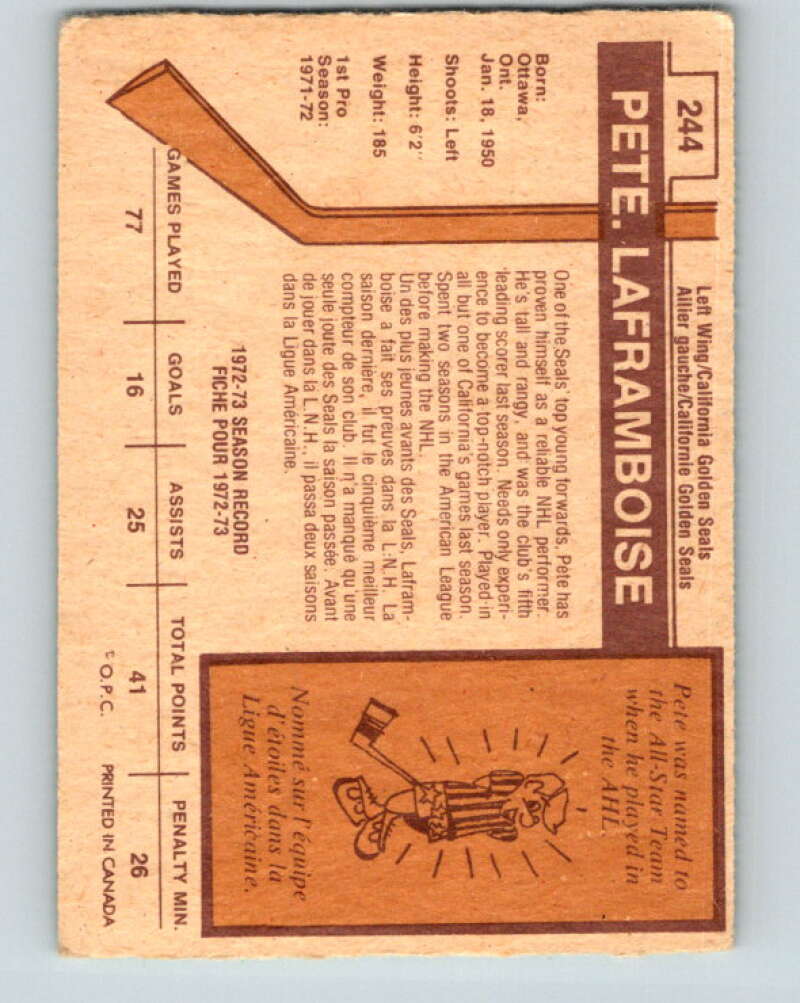 244
Left Wing/California Golden Seals
Allier gauche/Californie Golden Seals
PETE. LAFRAMBOISE
Born:
Ottawa,
Ont.
Jan. 18, 1950
Shoots: Left
Height: 6'2"
Weight: 185
1st Pro
Season:
1971-72
One of the Seals' top young forwards, Pete has
proven himself as a reliable NHL performer.
He's tall and rangy, and was the club's fifth
leading scorer last season. Needs only experi-
ence to become a top-notch player. Played in
all but one of California's games last season.
Spent two seasons in the American League
before making the NHL.
Un des plus jeunes avants des Seals, Lafram-
boise a fait ses preuves dans la L.N.H. La
saison dernière, il fut le cinquième meilleur
compteur de son club. Il n'a manqué qu'une
seule joute des Seals la saison passée. Avant
de jouer dans la L.N.H., il passa deux saisons
dans la Ligue Américaine.
Pete was named to
the All-Star Team
when he played in
the AHL.
Nommé sur l'équipe
d'étoiles dans la
Ligue Américaine.
1972-73 SEASON RECORD
FICHE POUR 1972-73
GAMES PLAYED GOALS ASSISTS TOTAL POINTS PENALTY MIN.
77 16 25 41 26
© O.P.C. PRINTED IN CANADA